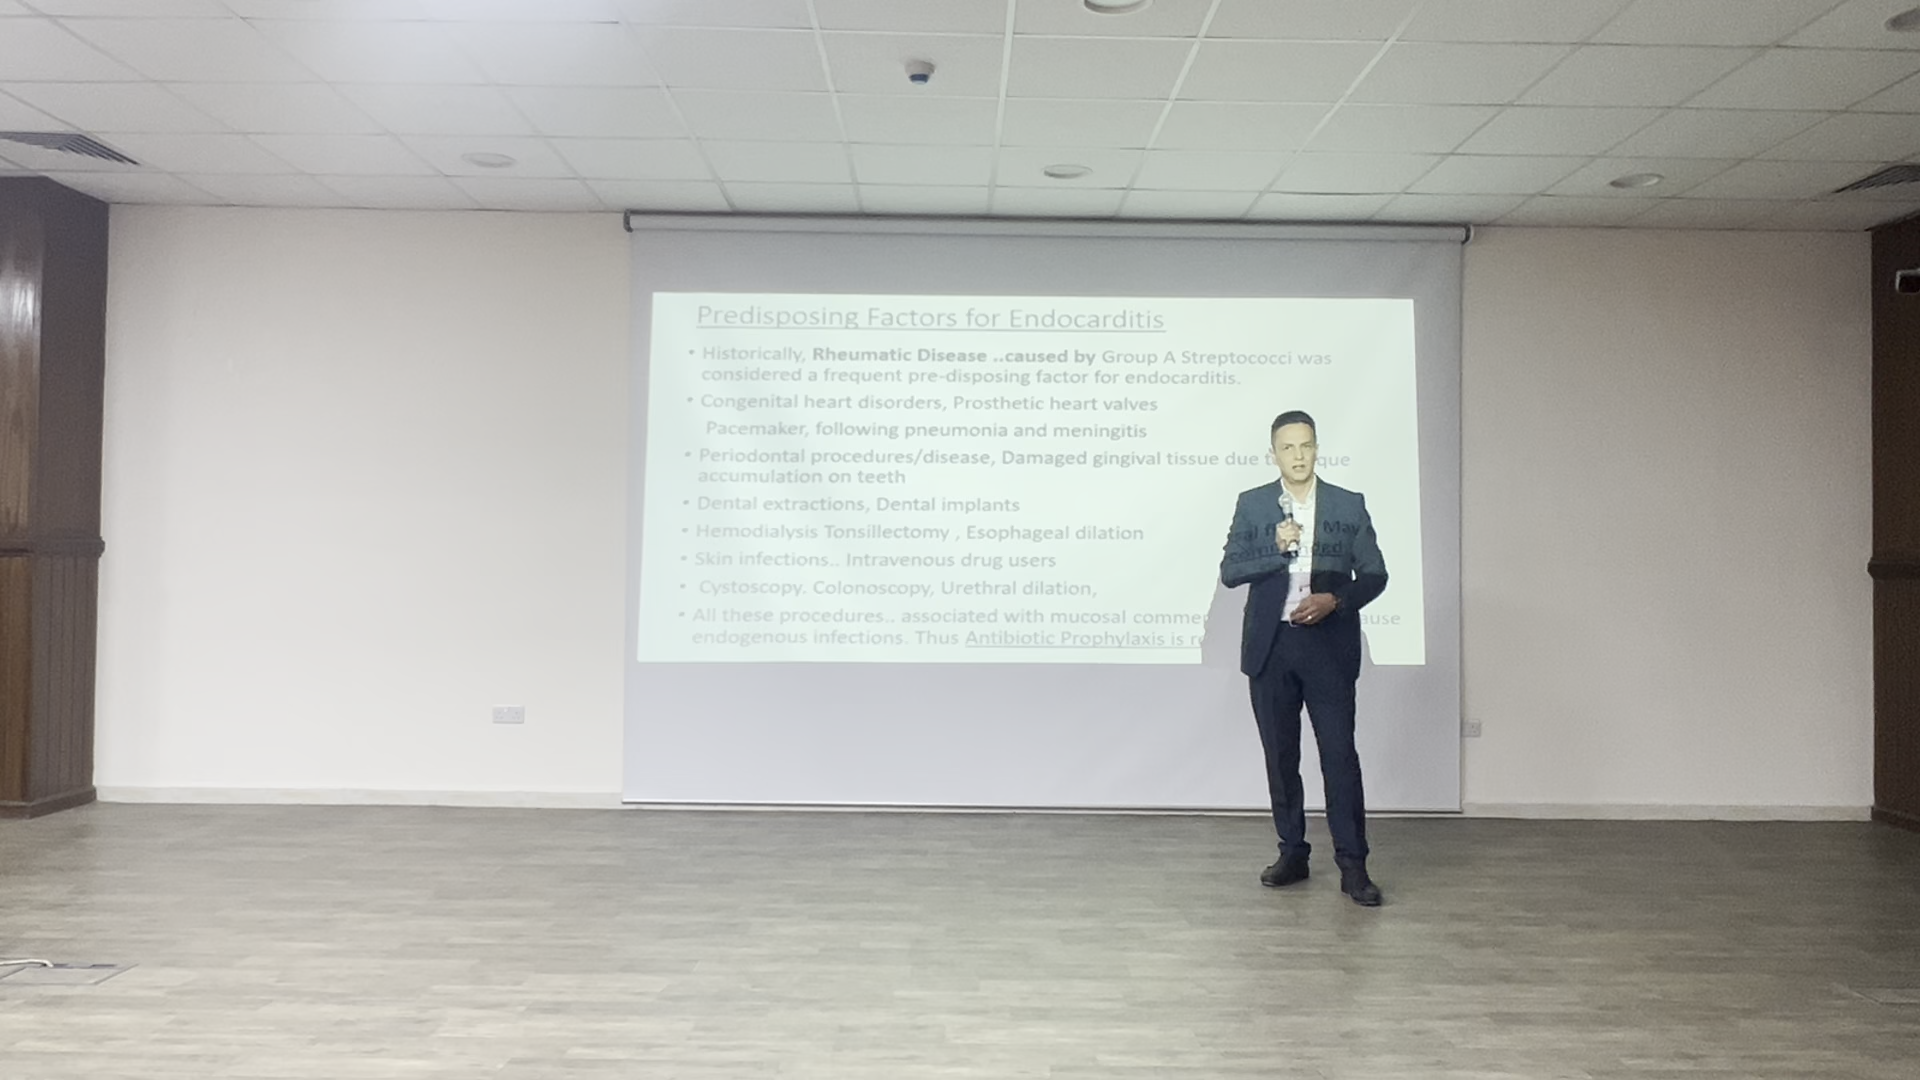 Predisposing Factors for Endocarditis
• Historically, Rheumatic Disease ..caused by Group A Streptococci was
considered a frequent pre-disposing factor for endocarditis.
• Congenital heart disorders, Prosthetic heart valves
Pacemaker, following pneumonia and meningitis
• Periodontal procedures/disease, Damaged gingival tissue due
accumulation on teeth
• Dental extractions, Dental implants
• Hemodialysis Tonsillectomy , Esophageal dilation
• Skin infections.. Intravenous drug users
• Cystoscopy. Colonoscopy, Urethral dilation,
• All these procedures.. associated with mucosal May
endogenous infections. Thus Antibiotic Prophylaxis is